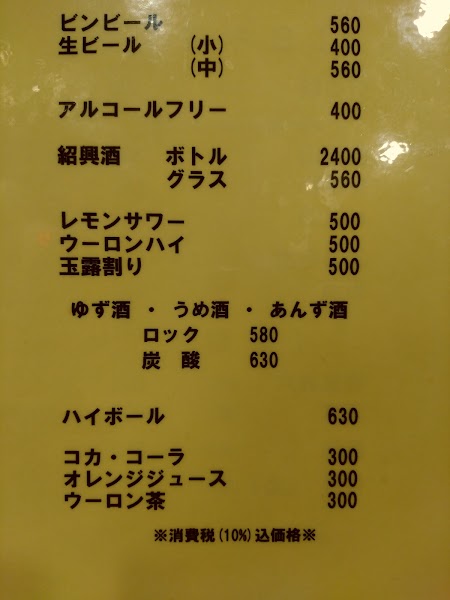 ビンビール 560
生ビール (小) 400
(中) 560
アルコールフリー 400
紹興酒 ボトル 2400
グラス 560
レモンサワー 500
ウーロンハイ 500
玉露割り 500
ゆず酒 ・ うめ酒 ・ あんず酒
ロック 580
炭 酸 630
ハイボール 630
コカ・コーラ 300
オレンジジュース 300
ウーロン茶 300
※消費税(10%)込価格※